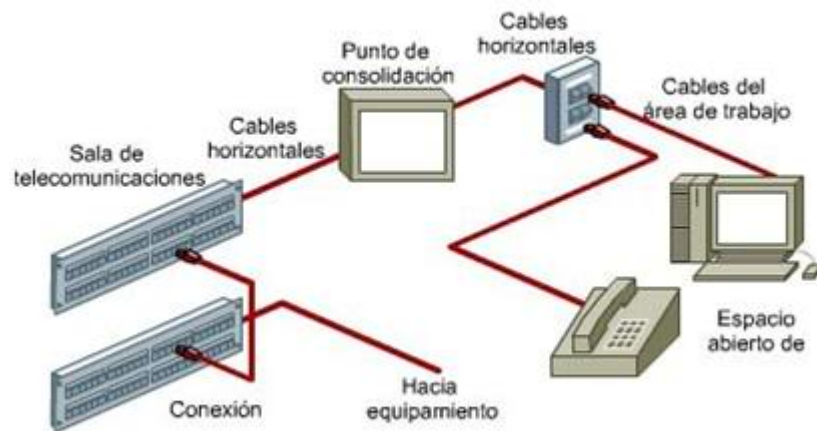 Cables
horizontales
Punto de
consolidación
Cables del
área de trabajo
Cables
horizontales
Sala de
telecomunicaciones
Espacio
abierto de
Conexión
Hacia
equipamiento